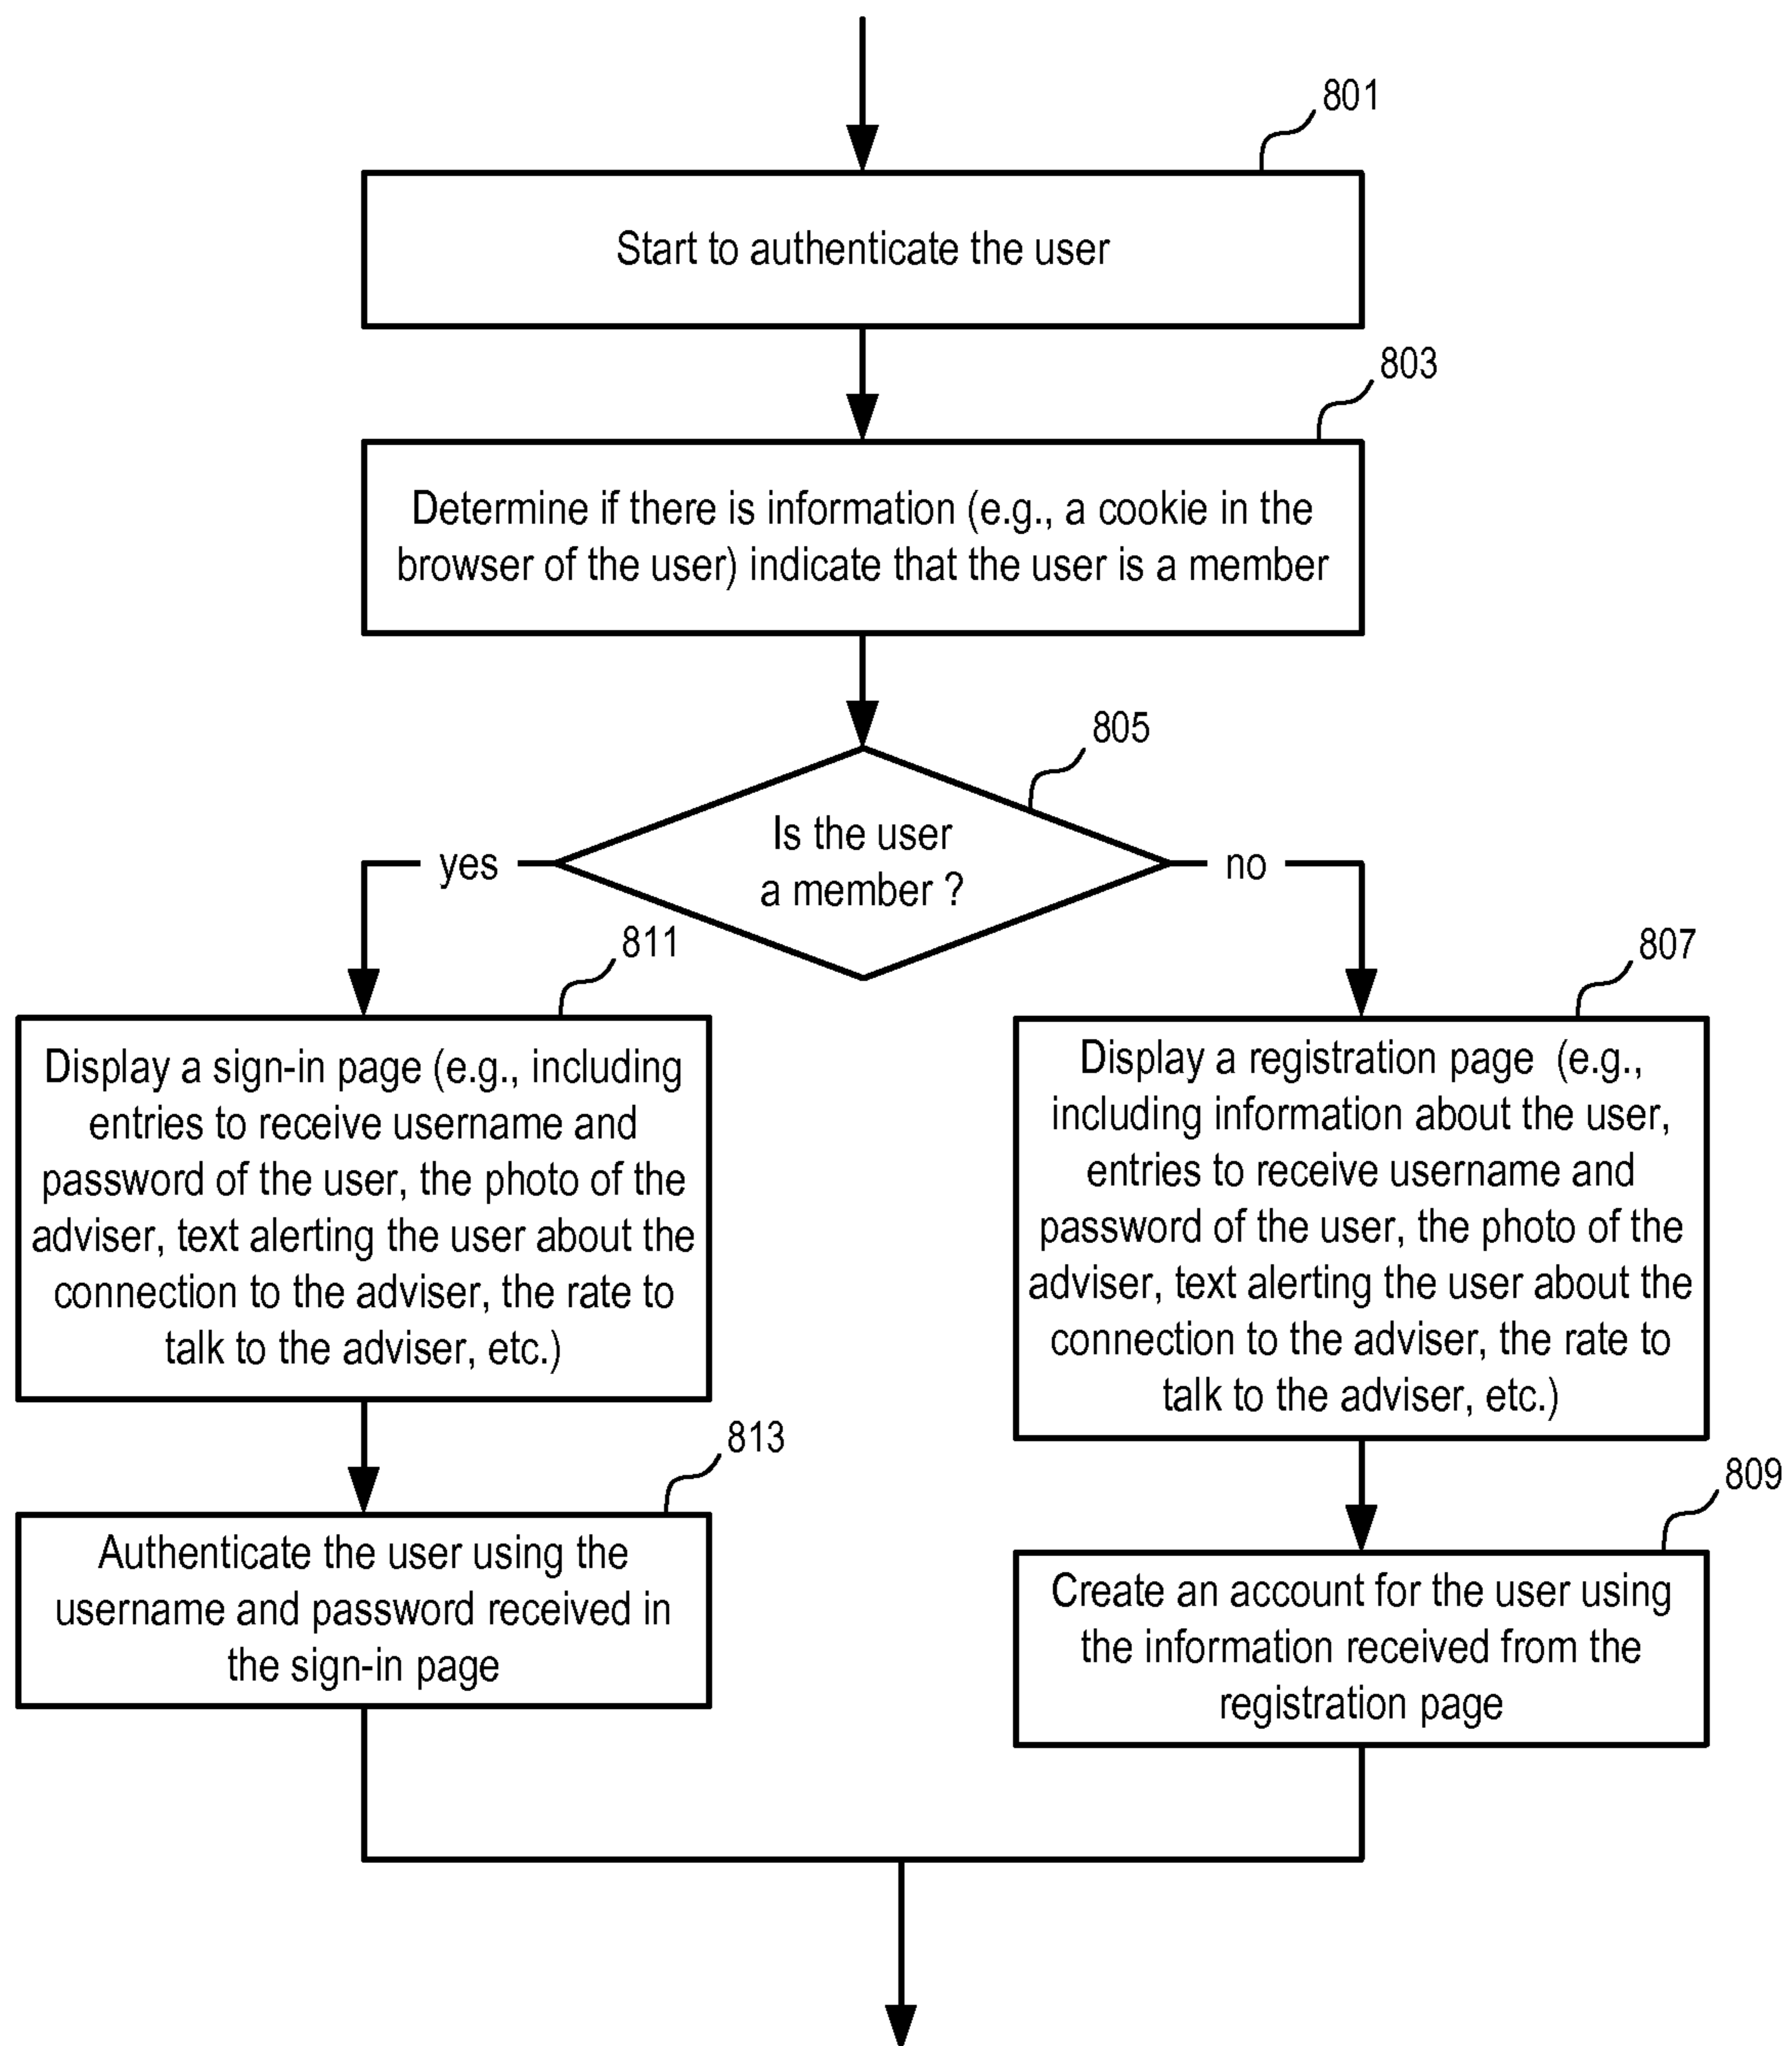 801
Start to authenticate the user
803
Determine if there is information (e.g., a cookie in the
browser of the user) indicate that the user is a member
805
Is the user
a member ?
yes
no
811
Display a sign-in page (e.g., including
entries to receive username and
password of the user, the photo of the
adviser, text alerting the user about the
connection to the adviser, the rate to
talk to the adviser, etc.)
807
Display a registration page (e.g.,
including information about the user,
entries to receive username and
password of the user, the photo of the
adviser, text alerting the user about the
connection to the adviser, the rate to
talk to the adviser, etc.)
813
Authenticate the user using the
username and password received in
the sign-in page
809
Create an account for the user using
the information received from the
registration page